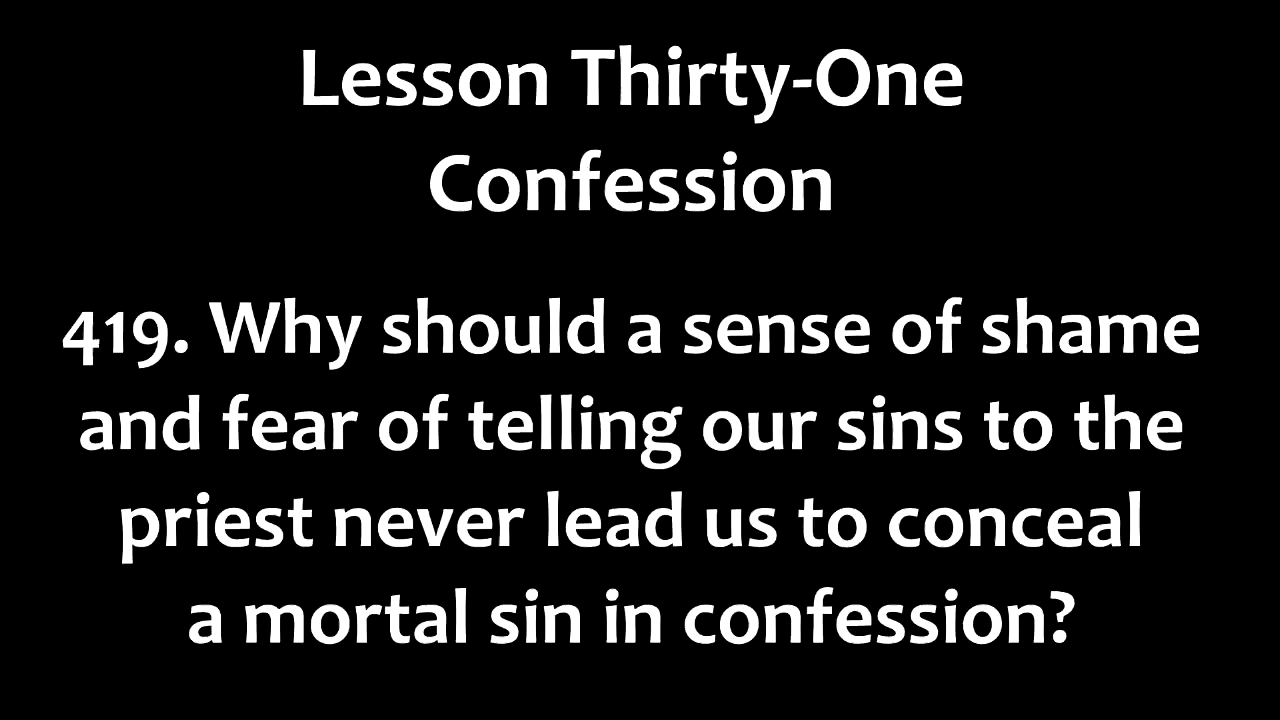 Lesson Thirty-One
Confession
419. Why should a sense of shame
and fear of telling our sins to the
priest never lead us to conceal
a mortal sin in confession?